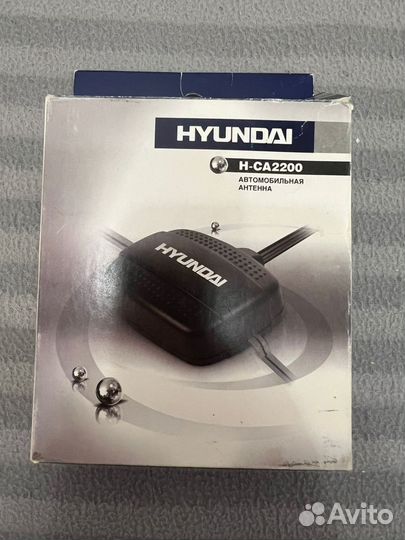 HYUNDAI
H-CA2200
АВТОМОБИЛЬНАЯ
АНТЕННА
HYUNDAI
Avito